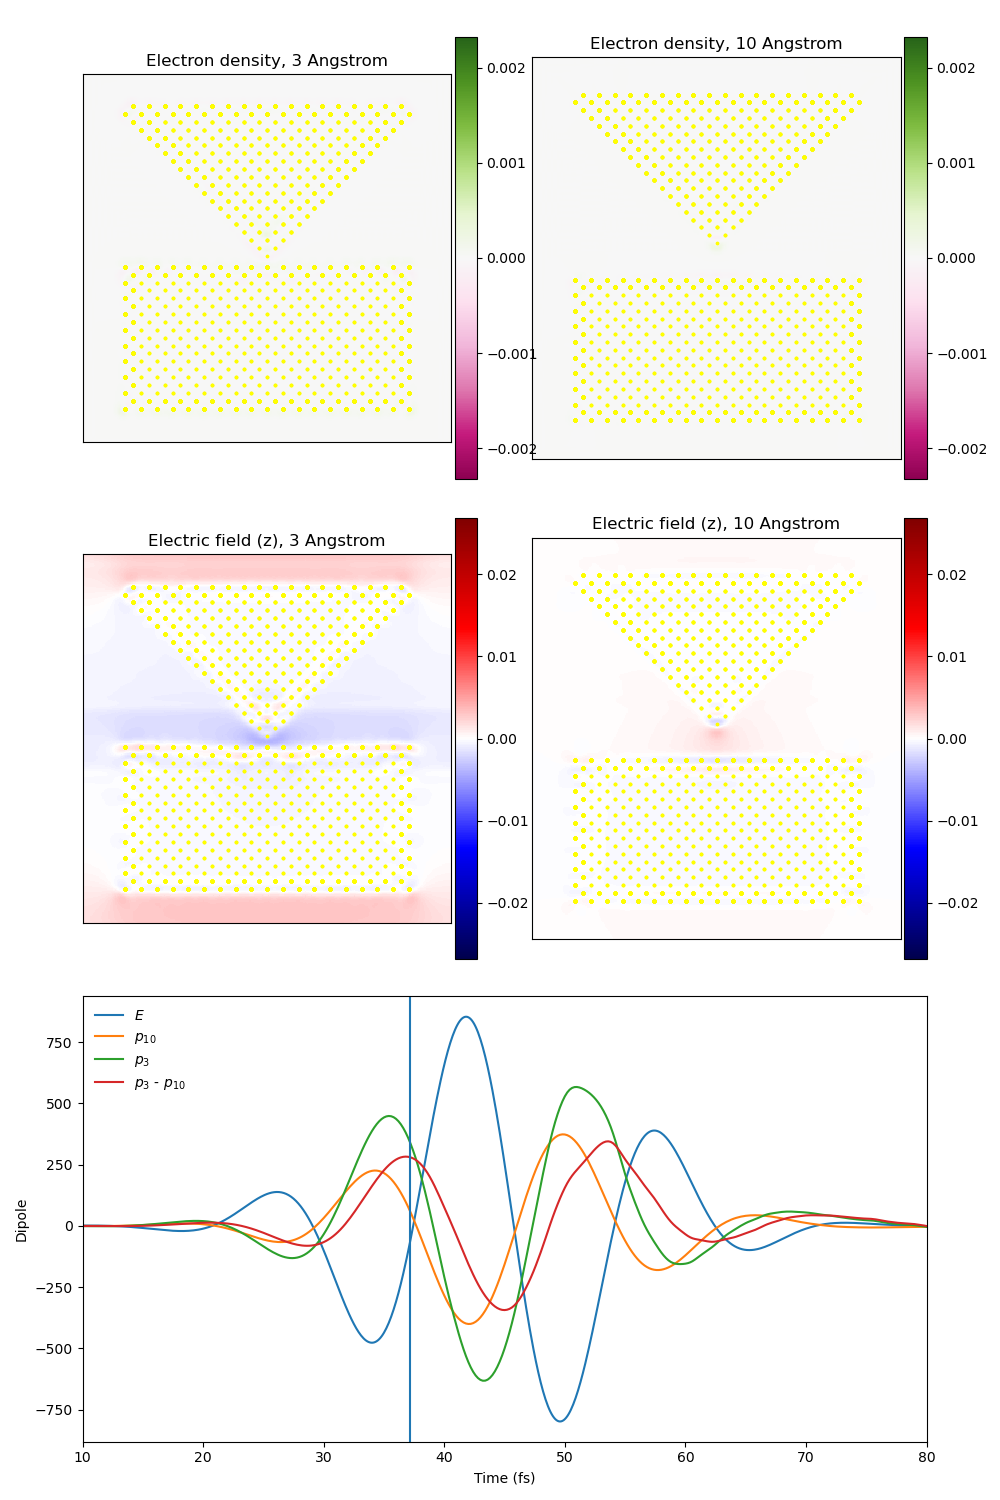 Electron density, 3 Angstrom
0.002
0.001
0.000
−0.001
−0.002
Electron density, 10 Angstrom
0.002
0.001
0.000
−0.001
−0.002
Electric field (z), 3 Angstrom
0.02
0.01
0.00
−0.01
−0.02
Electric field (z), 10 Angstrom
0.02
0.01
0.00
−0.01
−0.02
E
p10
p3
p3 - p10
750
500
250
0
−250
−500
−750
Dipole
10 20 30 40 50 60 70 80
Time (fs)